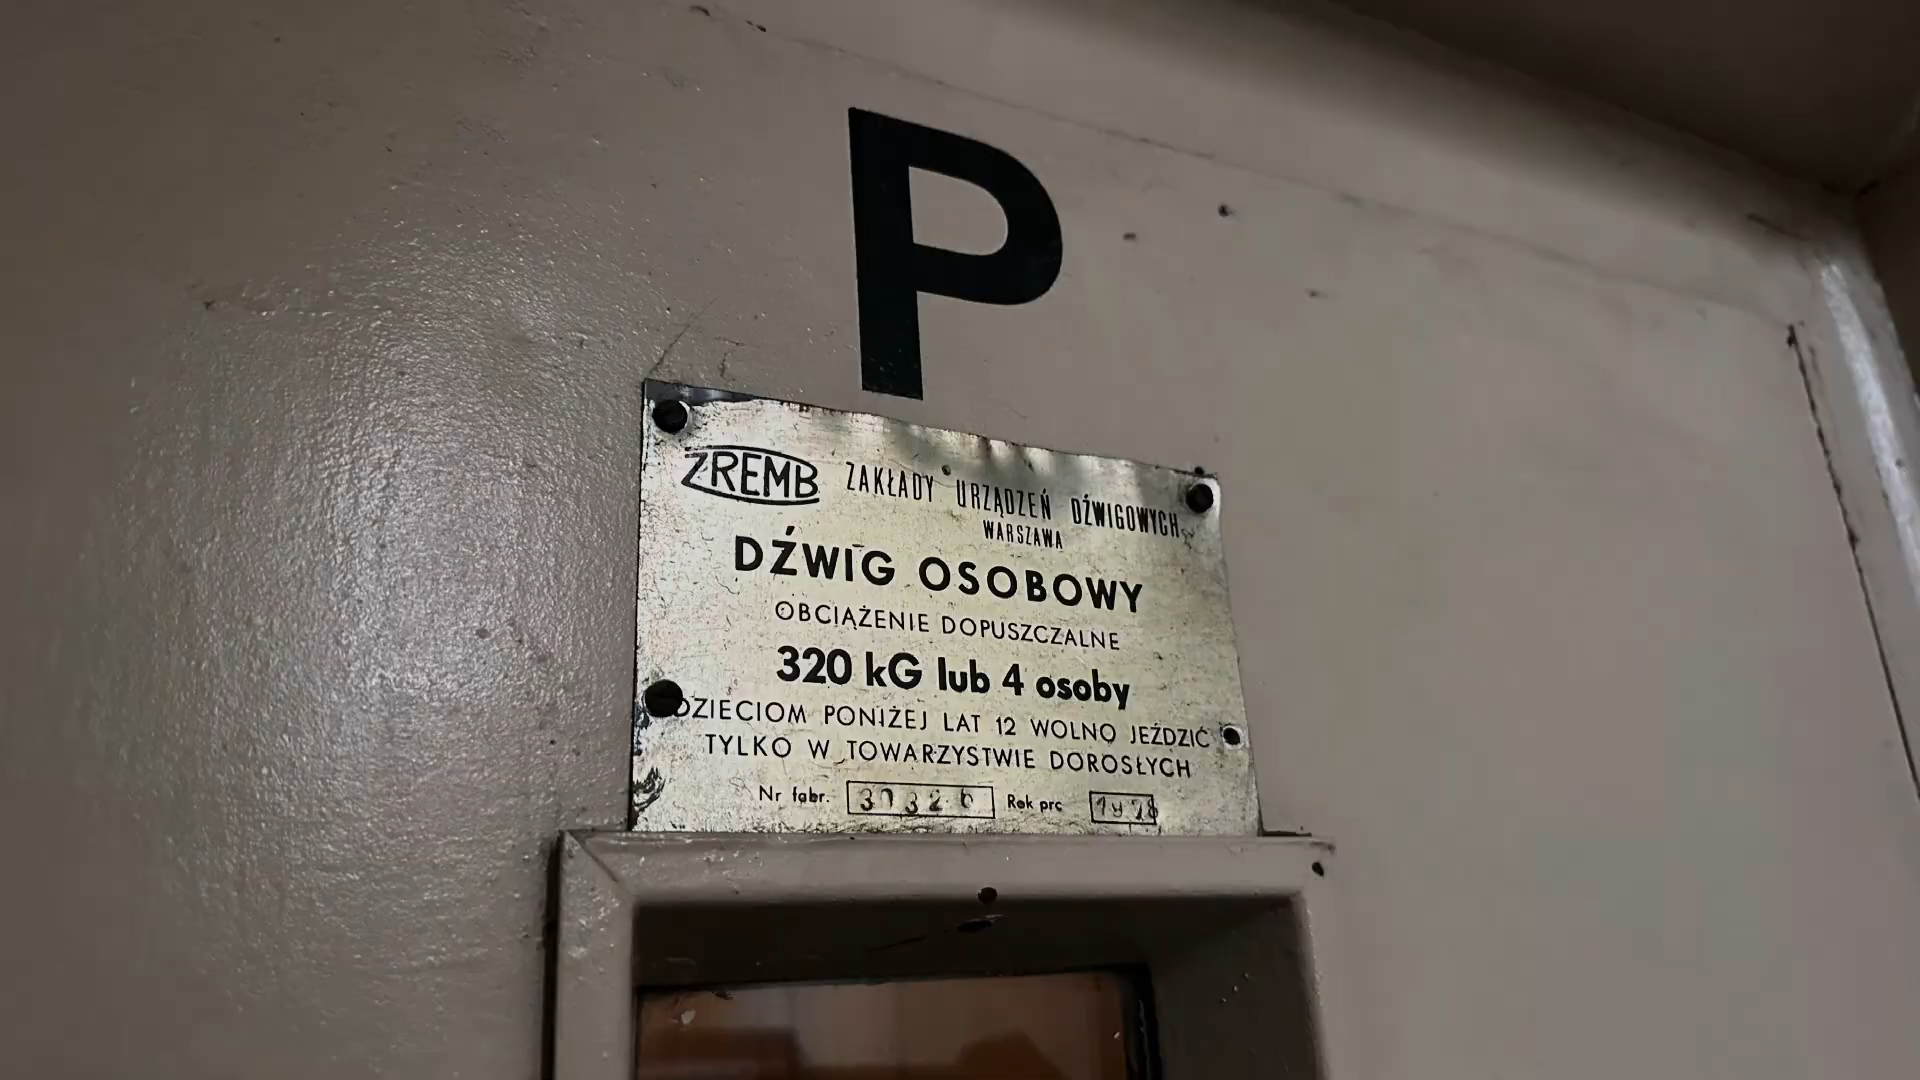 P
ZREMB ZAKŁADY URZĄDZEŃ DŹWIGOWYCH
WARSZAWA
DŹWIG OSOBOWY
OBCIĄŻENIE DOPUSZCZALNE
320 kG lub 4 osoby
DZIECIOM PONIŻEJ LAT 12 WOLNO JEŹDZIĆ
TYLKO W TOWARZYSTWIE DOROSŁYCH
Nr fabr. Rok prc